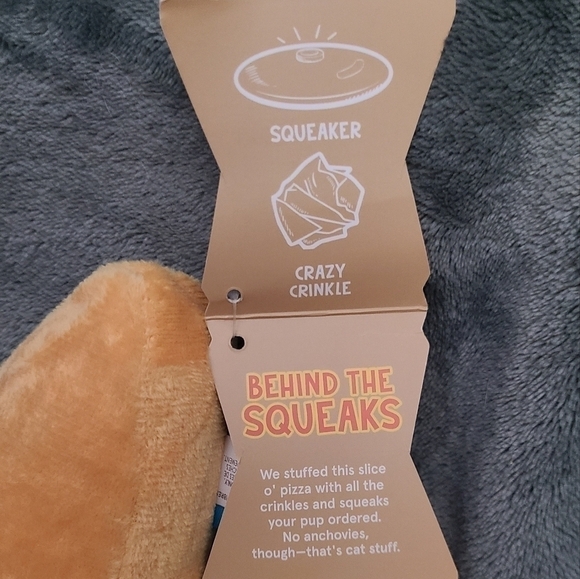 SQUEAKER
CRAZY
CRINKLE
BEHIND THE
SQUEAKS
We stuffed this slice
o' pizza with all the
crinkles and squeaks
your pup ordered.
No anchovies,
though—that's cat stuff.